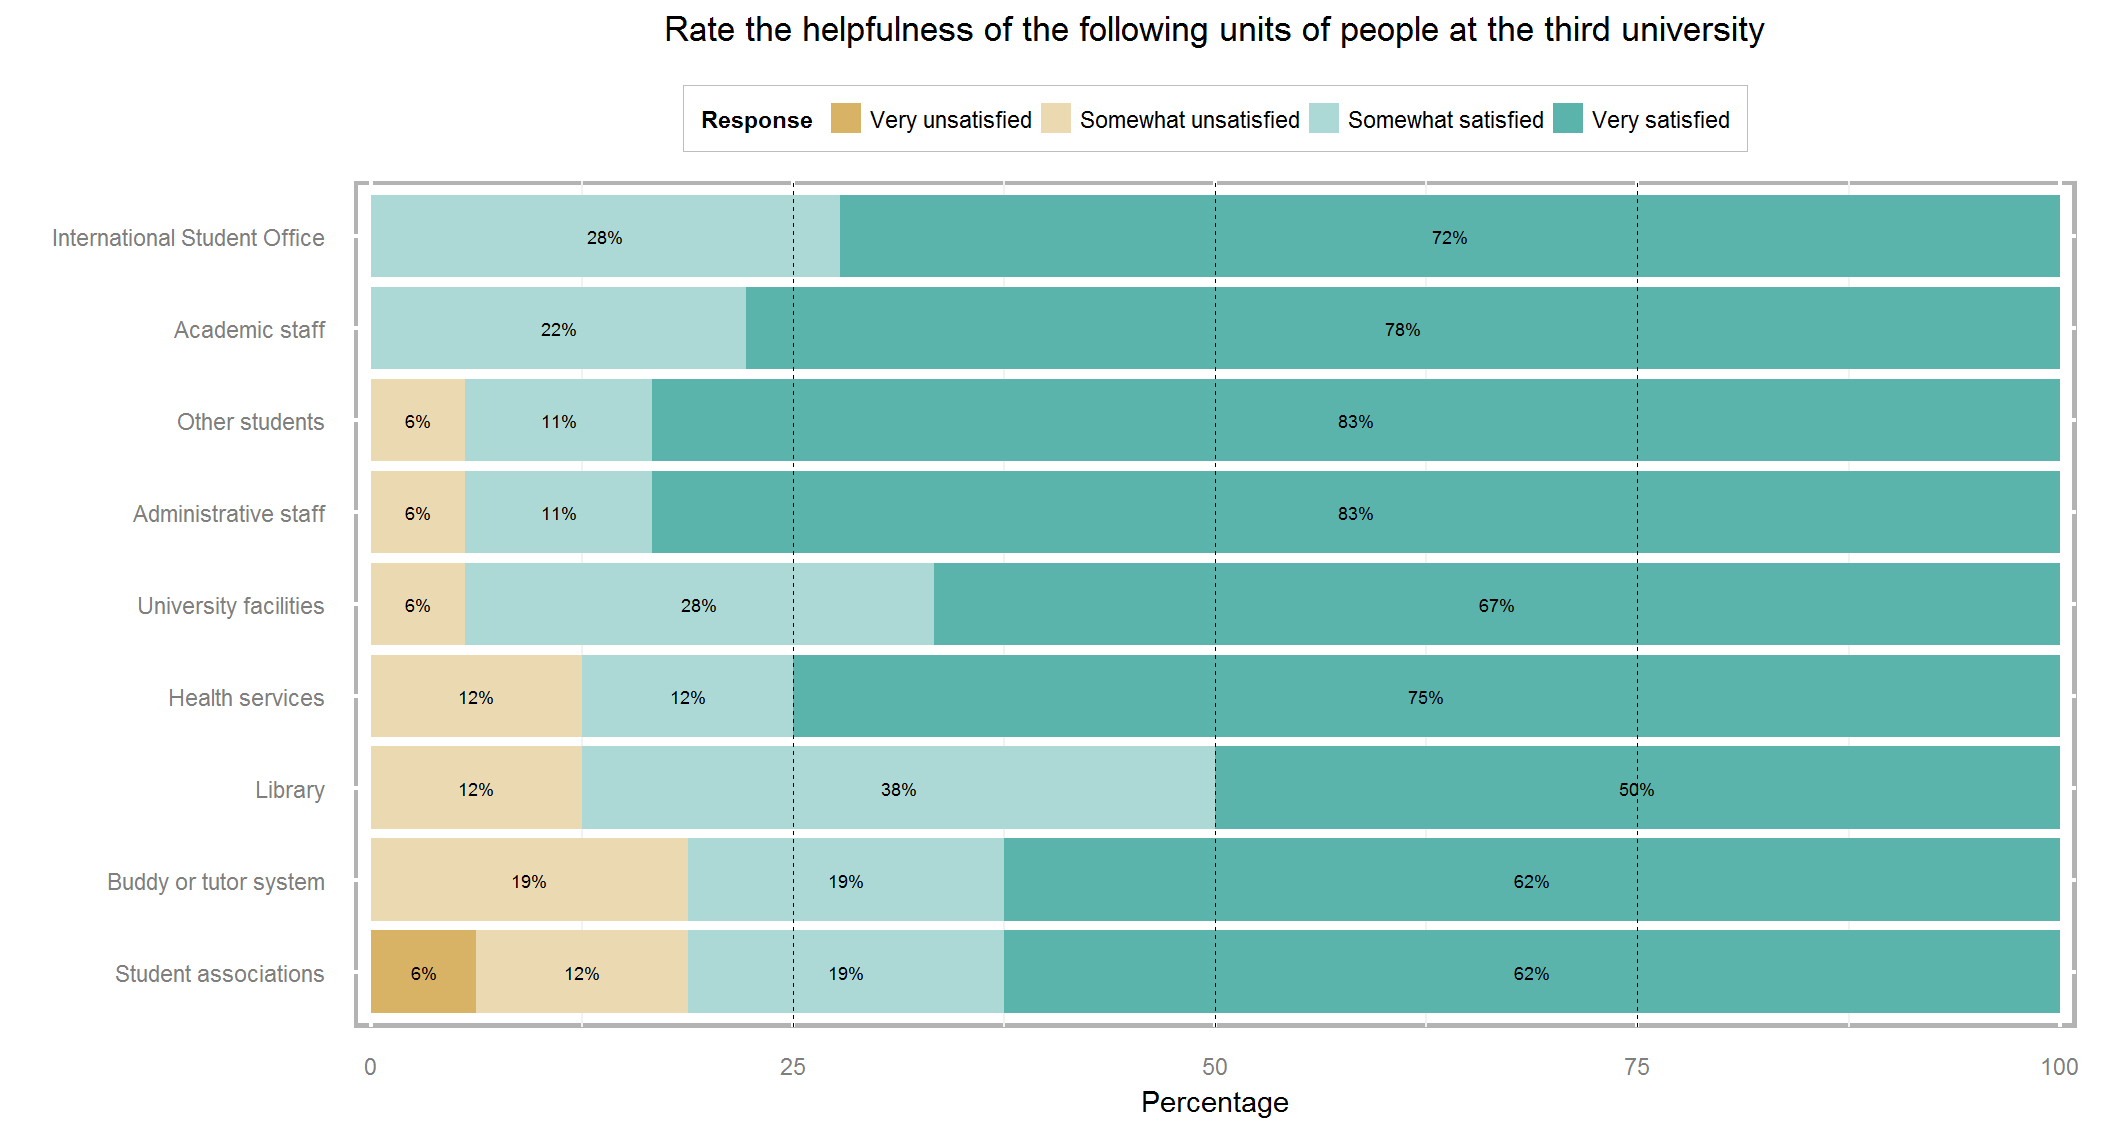 Rate the helpfulness of the following units of people at the third university
Response Very unsatisfied Somewhat unsatisfied Somewhat satisfied Very satisfied
International Student Office 28% 72%
Academic staff 22% 78%
Other students 6% 11% 83%
Administrative staff 6% 11% 83%
University facilities 6% 28% 67%
Health services 12% 12% 75%
Library 12% 38% 50%
Buddy or tutor system 19% 19% 62%
Student associations 6% 12% 19% 62%
0 25 50 75 100
Percentage